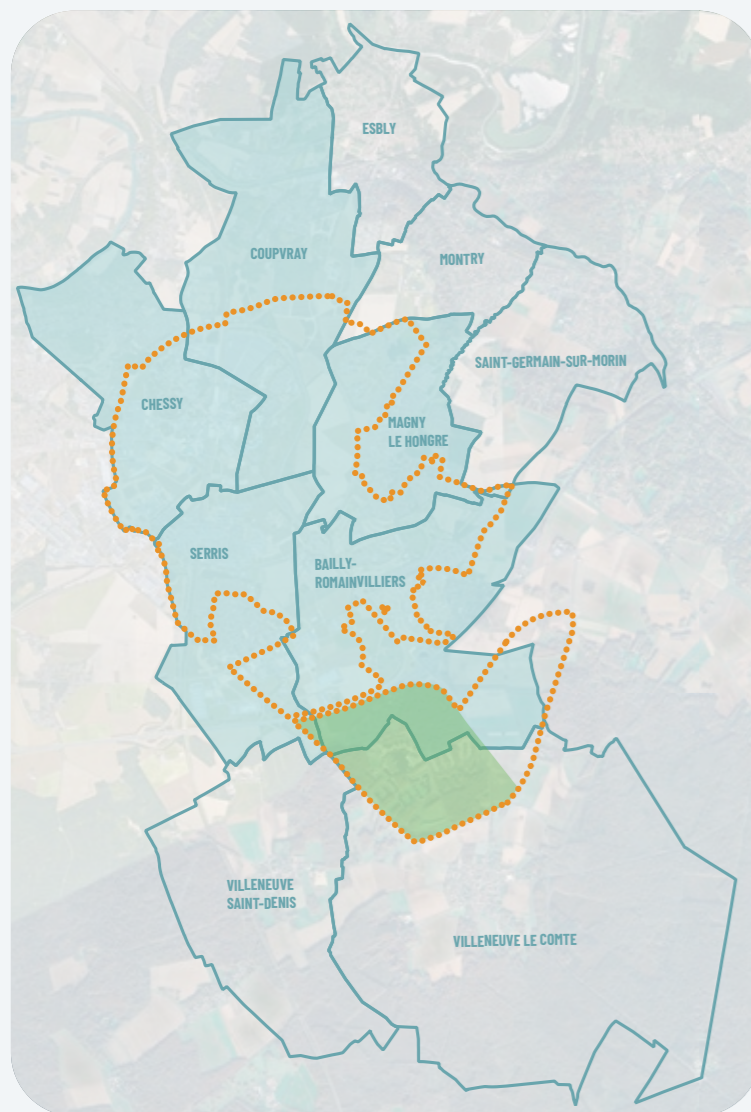 ESBLY
COUPVRAY
MONTRY
SAINT-GERMAIN-SUR-MORIN
CHESSY
MAGNY
LE HONGRE
SERRIS
BAILLY-
ROMAINVILLIERS
VILLENEUVE
SAINT-DENIS
VILLENEUVE LE COMTE